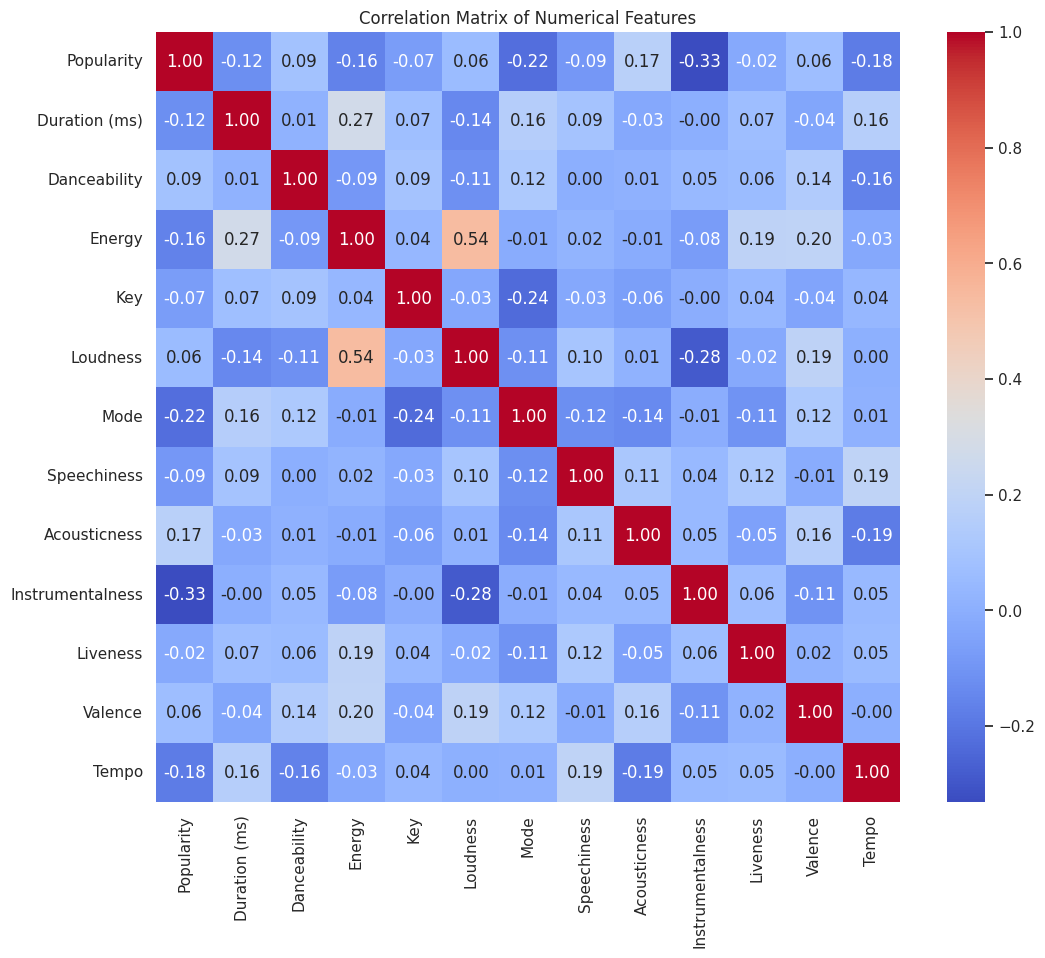 Correlation Matrix of Numerical Features
Popularity 1.00 -0.12 0.09 -0.16 -0.07 0.06 -0.22 -0.09 0.17 -0.33 -0.02 0.06 -0.18
Duration (ms) -0.12 1.00 0.01 0.27 0.07 -0.14 0.16 0.09 -0.03 -0.00 0.07 -0.04 0.16
Danceability 0.09 0.01 1.00 -0.09 0.09 -0.11 0.12 0.00 0.01 0.05 0.06 0.14 -0.16
Energy -0.16 0.27 -0.09 1.00 0.04 0.54 -0.01 0.02 -0.01 -0.08 0.19 0.20 -0.03
Key -0.07 0.07 0.09 0.04 1.00 -0.03 -0.24 -0.03 -0.06 -0.00 0.04 -0.04 0.04
Loudness 0.06 -0.14 -0.11 0.54 -0.03 1.00 -0.11 0.10 0.01 -0.28 -0.02 0.19 0.00
Mode -0.22 0.16 0.12 -0.01 -0.24 -0.11 1.00 -0.12 -0.14 -0.01 -0.11 0.12 0.01
Speechiness -0.09 0.09 0.00 0.02 -0.03 0.10 -0.12 1.00 0.11 0.04 0.12 -0.01 0.19
Acousticness 0.17 -0.03 0.01 -0.01 -0.06 0.01 -0.14 0.11 1.00 0.05 -0.05 0.16 -0.19
Instrumentalness -0.33 -0.00 0.05 -0.08 -0.00 -0.28 -0.01 0.04 0.05 1.00 0.06 -0.11 0.05
Liveness -0.02 0.07 0.06 0.19 0.04 -0.02 -0.11 0.12 -0.05 0.06 1.00 0.02 0.05
Valence 0.06 -0.04 0.14 0.20 -0.04 0.19 0.12 -0.01 0.16 -0.11 0.02 1.00 -0.00
Tempo -0.18 0.16 -0.16 -0.03 0.04 0.00 0.01 0.19 -0.19 0.05 0.05 -0.00 1.00
Popularity
Duration (ms)
Danceability
Energy
Key
Loudness
Mode
Speechiness
Acousticness
Instrumentalness
Liveness
Valence
Tempo
1.0
0.8
0.6
0.4
0.2
0.0
−0.2